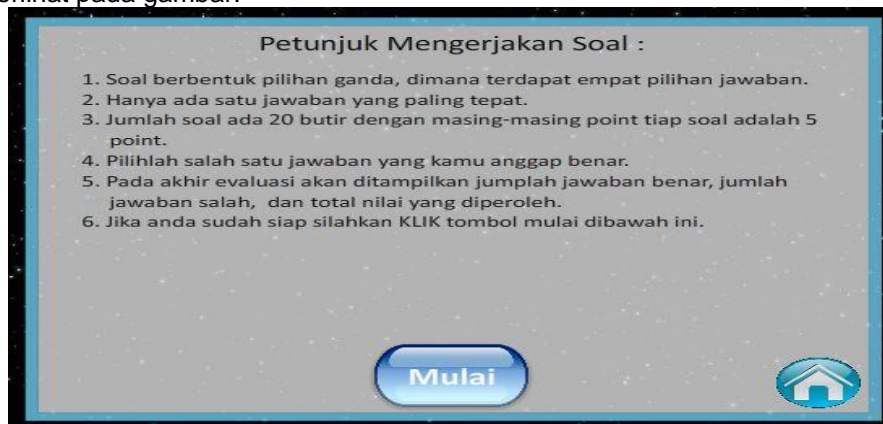 pada gambar.
Petunjuk Mengerjakan Soal :
1. Soal berbentuk pilihan ganda, dimana terdapat empat pilihan jawaban.
2. Hanya ada satu jawaban yang paling tepat.
3. Jumlah soal ada 20 butir dengan masing-masing point tiap soal adalah 5
point.
4. Pilihlah salah satu jawaban yang kamu anggap benar.
5. Pada akhir evaluasi akan ditampilkan jumplah jawaban benar, jumlah
jawaban salah, dan total nilai yang diperoleh.
6. Jika anda sudah siap silahkan KLIK tombol mulai dibawah ini.
Mulai